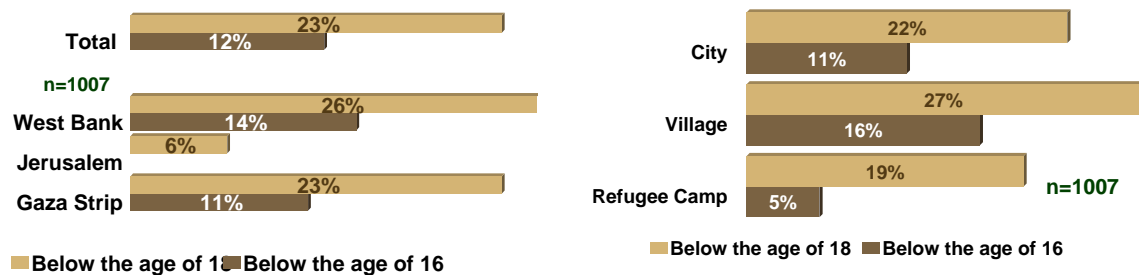 23%
Total
12%
n=1007
26%
West Bank
14%
6%
Jerusalem
23%
Gaza Strip
11%
Below the age of 18
Below the age of 16
22%
City
11%
27%
Village
16%
19%
Refugee Camp
5%
n=1007
Below the age of 18
Below the age of 16